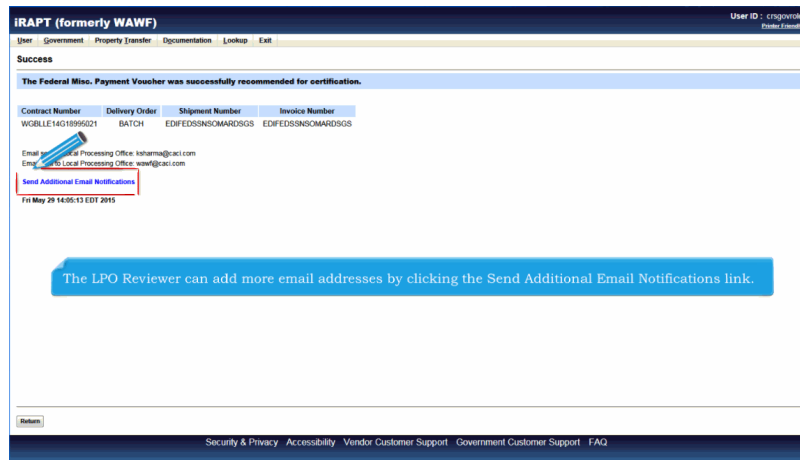 iRAPT (formerly WAWF)
User ID : crsgovrol
Printer Friendl
User Government Property Transfer Documentation Lookup Exit
Success
The Federal Misc. Payment Voucher was successfully recommended for certification.
Contract Number Delivery Order Shipment Number Invoice Number
WGBLLE14G18995021 BATCH EDIFEDSSNSOMARDSGS EDIFEDSSNSOMARDSGS
Email Local Processing Office: ksharma@caci.com
Ema to Local Processing Office: wawf@caci.com
Send Additional Email Notifications
Fri May 29 14:05:13 EDT 2015
The LPO Reviewer can add more email addresses by clicking the Send Additional Email Notifications link.
Return
Security & Privacy Accessibility Vendor Customer Support Government Customer Support FAQ